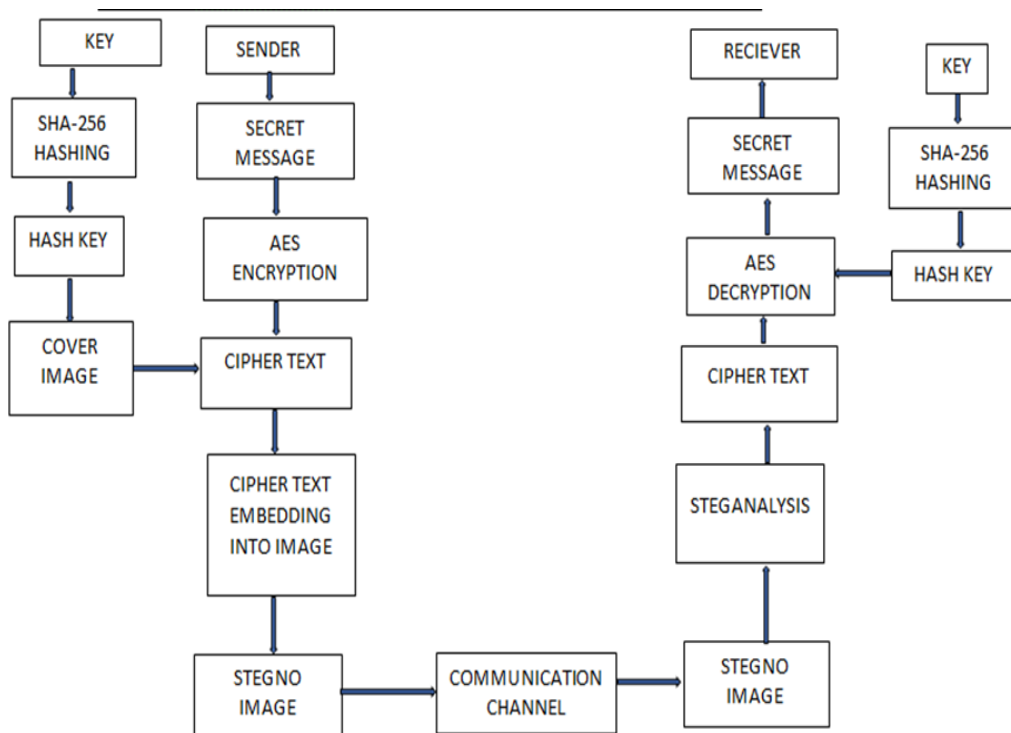 KEY
SHA-256
HASHING
HASH KEY
COVER
IMAGE
SENDER
SECRET
MESSAGE
AES
ENCRYPTION
CIPHER TEXT
CIPHER TEXT
EMBEDDING
INTO IMAGE
STEGNO
IMAGE
COMMUNICATION
CHANNEL
STEGNO
IMAGE
STEGANALYSIS
CIPHER TEXT
AES
DECRYPTION
SECRET
MESSAGE
RECIEVER
KEY
SHA-256
HASHING
HASH KEY